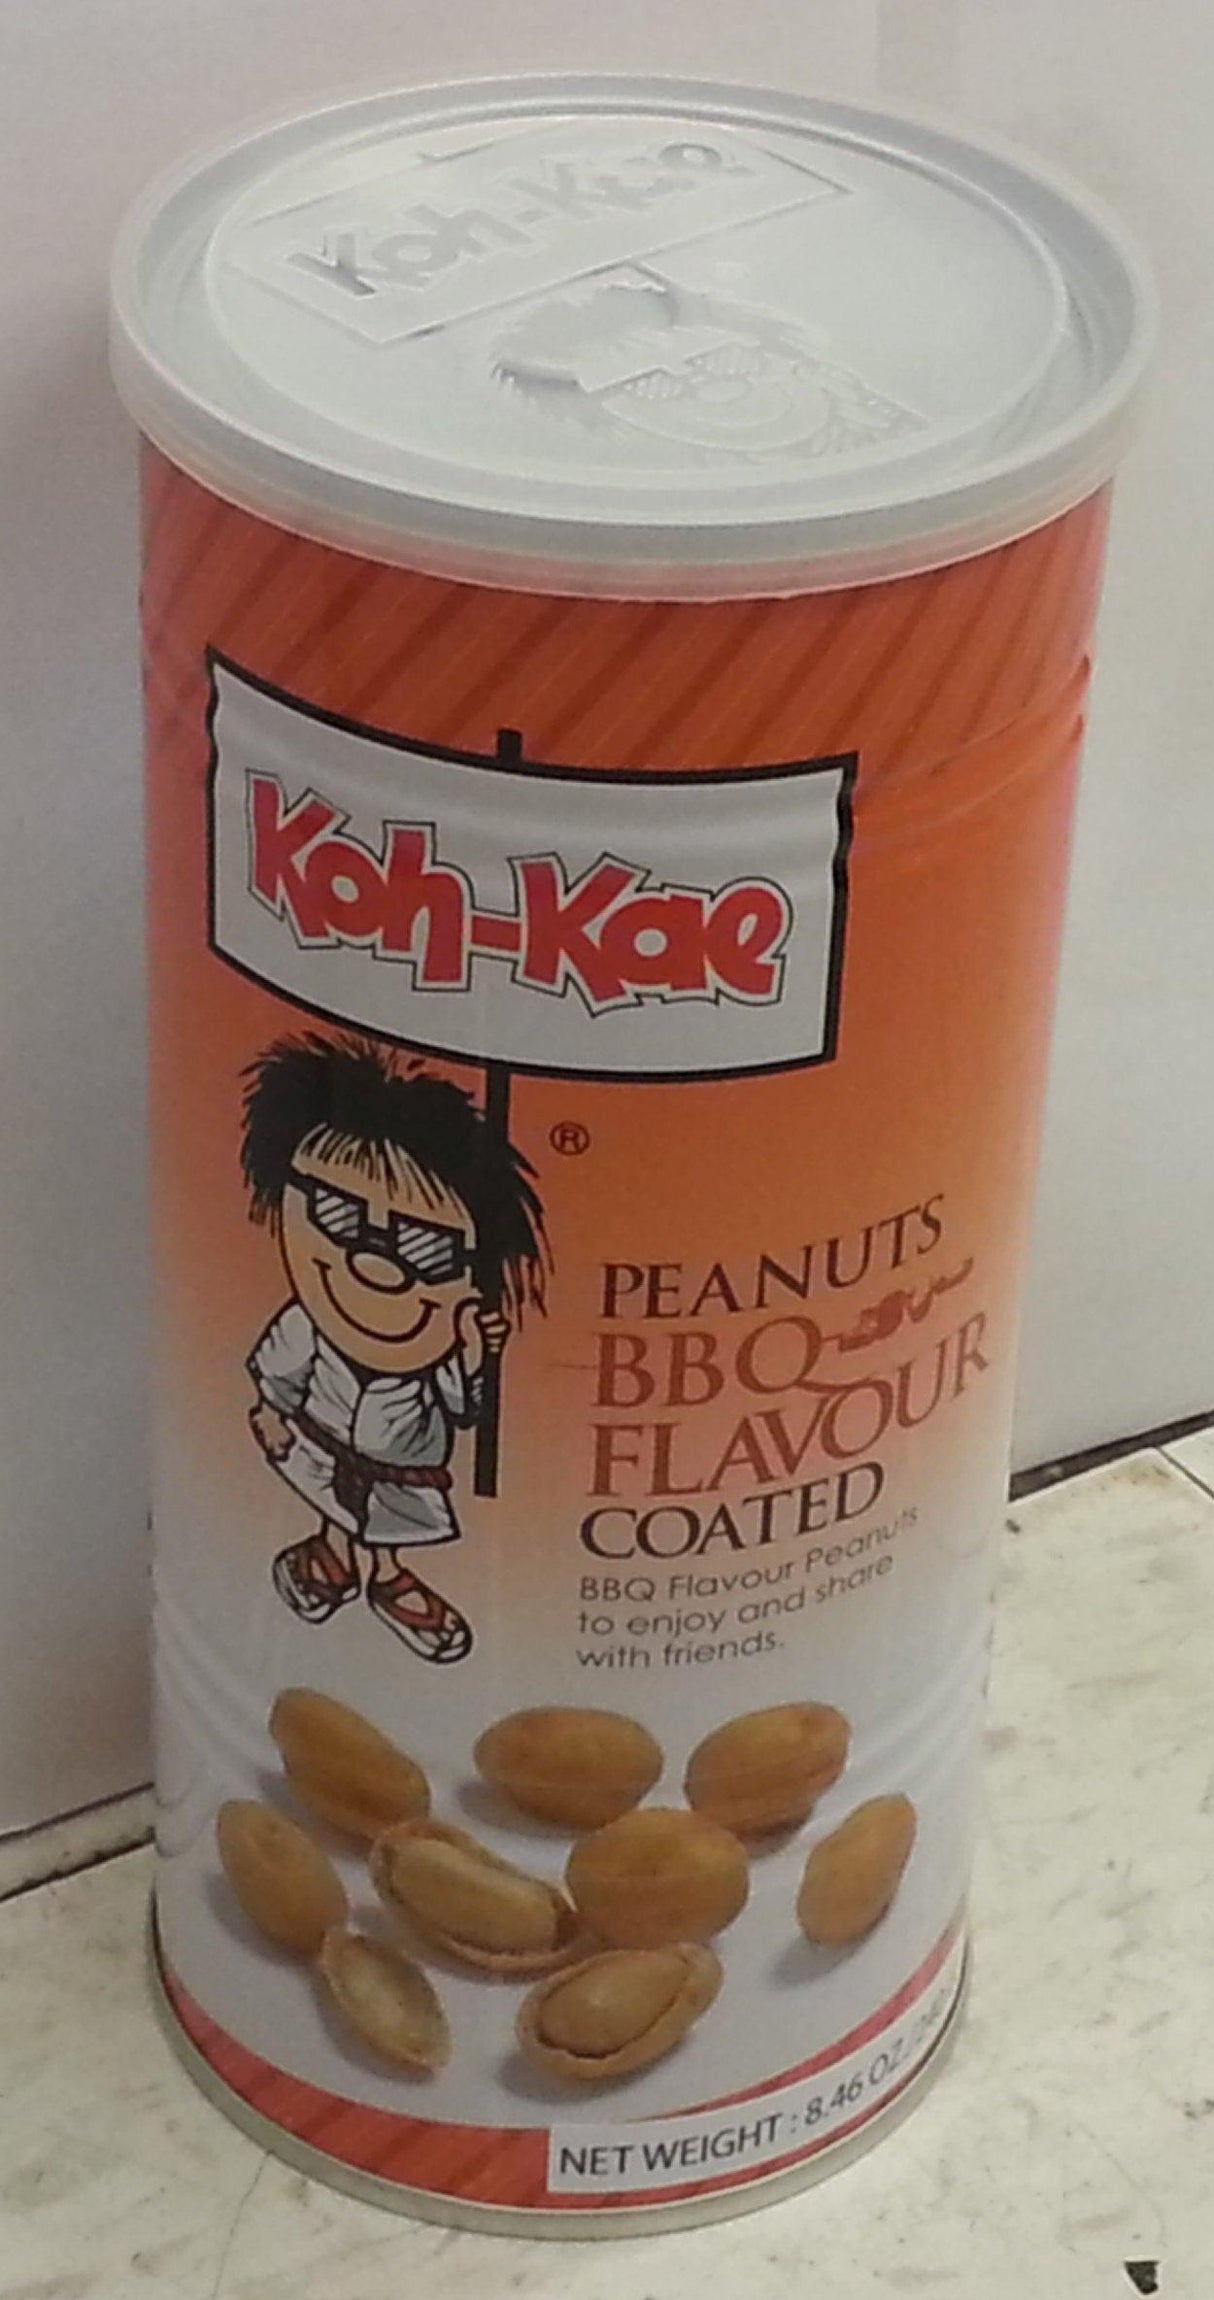 Koh-Kae
Koh-Kae
®
PEANUTS
BBQ
FLAVOUR
COATED
BBQ Flavour Peanuts
to enjoy and share
with friends.
NET WEIGHT : 8.46 OZ